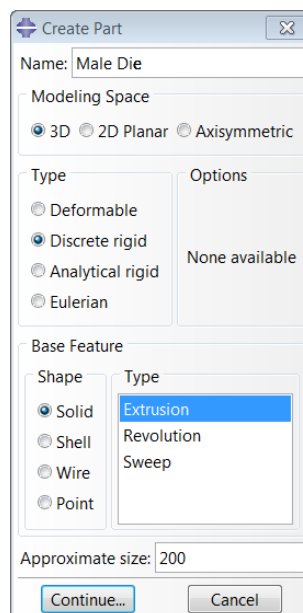 Create Part
Name: Male Die
Modeling Space
3D 2D Planar Axisymmetric
Type
Deformable
Discrete rigid
Analytical rigid
Eulerian
Options
None available
Base Feature
Shape
Solid
Shell
Wire
Point
Type
Extrusion
Revolution
Sweep
Approximate size: 200
Continue... Cancel